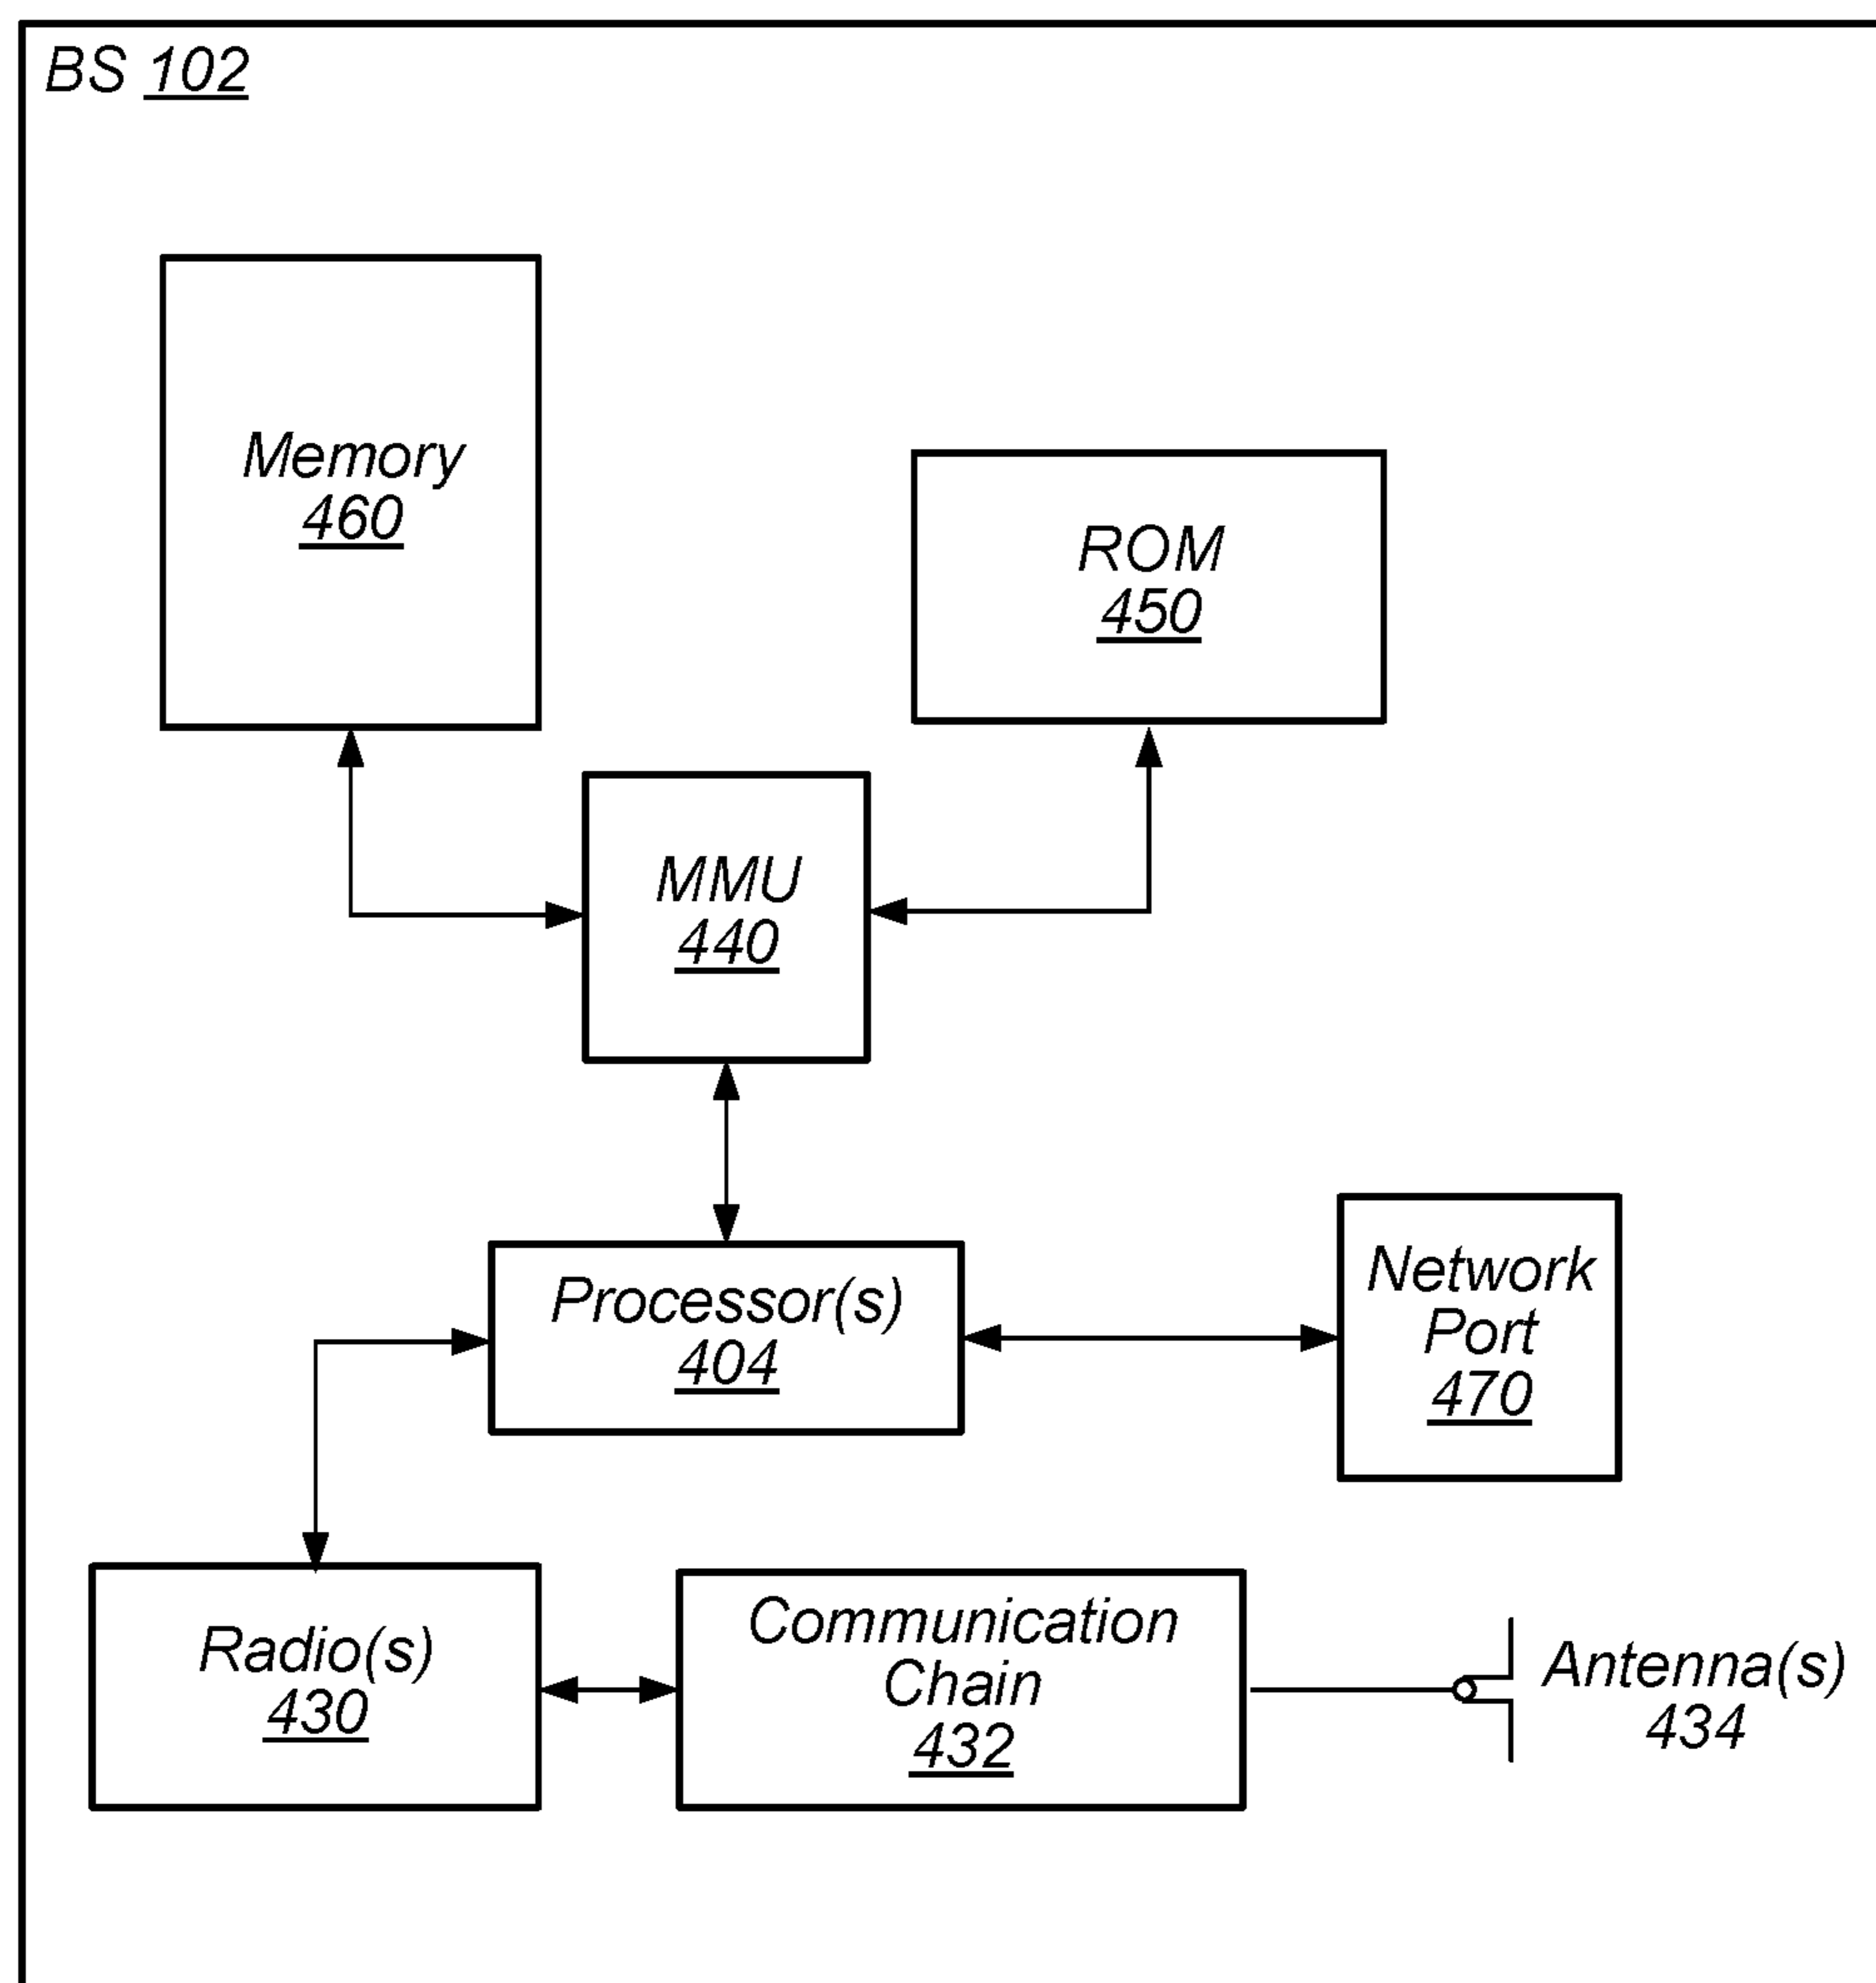 BS 102
Memory
460
ROM
450
MMU
440
Processor(s)
404
Network
Port
470
Radio(s)
430
Communication
Chain
432
Antenna(s)
434